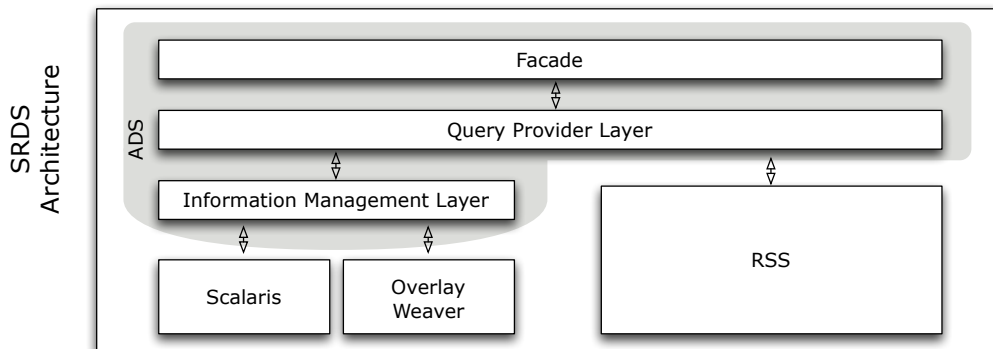 SRDS
Architecture
ADS
Facade
Query Provider Layer
Information Management Layer
Scalaris
Overlay
Weaver
RSS